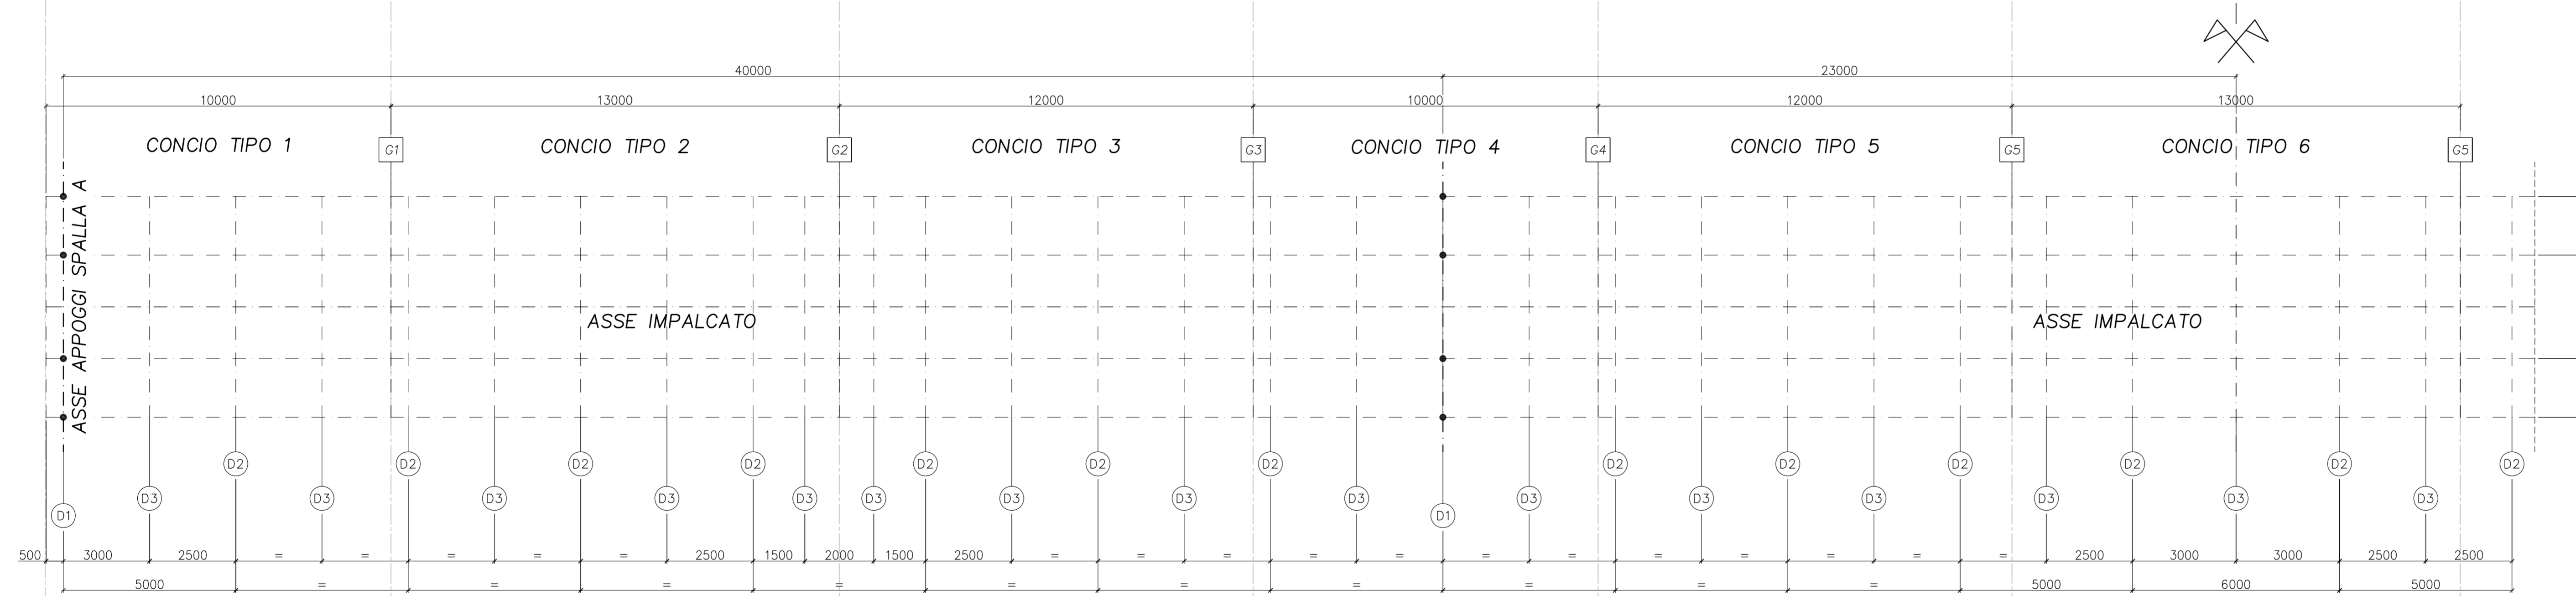 40000 23000
10000 13000 12000 10000 12000 13000
CONCIO TIPO 1 G1 CONCIO TIPO 2 G2 CONCIO TIPO 3 G3 CONCIO TIPO 4 G4 CONCIO TIPO 5 G5 CONCIO TIPO 6 G5
ASSE APPOGGI SPALLA A
ASSE IMPALCATO ASSE IMPALCATO
D2 D2 D2 D2 D2 D2 D2 D2 D2 D2 D2 D2 D2
D3 D3 D3 D3 D3 D3 D3 D3 D3 D3 D3 D3 D3 D3 D3
D1 D1
500 3000 2500 = = = = = 2500 1500 2000 1500 2500 = = = = = = = = = = = = = 2500 3000 3000 2500 2500
5000 = = = = = = = = = = 5000 6000 5000